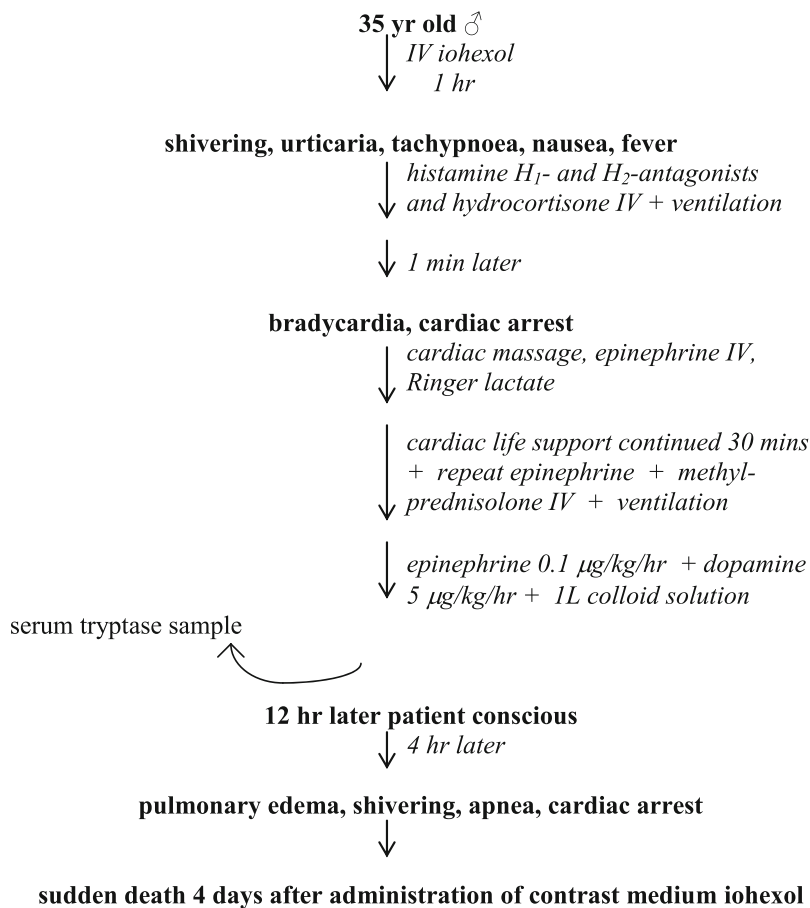 35 yr old ♂
IV iohexol
1 hr
shivering, urticaria, tachypnoea, nausea, fever
histamine H1- and H2-antagonists
and hydrocortisone IV + ventilation
1 min later
bradycardia, cardiac arrest
cardiac massage, epinephrine IV,
Ringer lactate
cardiac life support continued 30 mins
+ repeat epinephrine + methyl-
prednisolone IV + ventilation
epinephrine 0.1 μg/kg/hr + dopamine
5 μg/kg/hr + 1L colloid solution
serum tryptase sample
12 hr later patient conscious
4 hr later
pulmonary edema, shivering, apnea, cardiac arrest
sudden death 4 days after administration of contrast medium iohexol